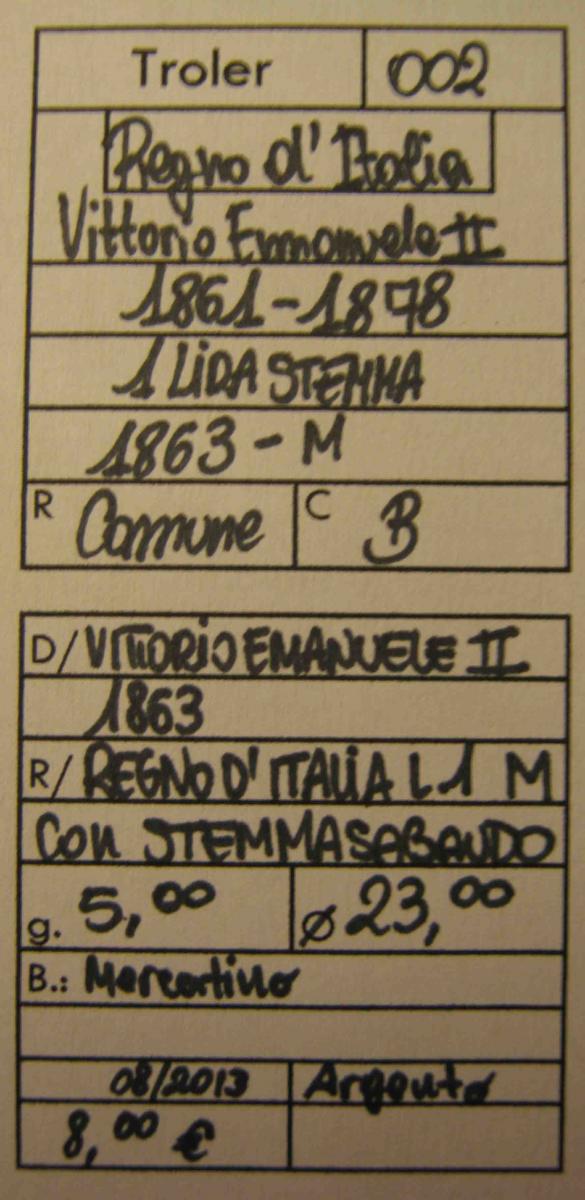 Troler 002
Regno d'Italia
Vittorio Emanuele II
1861-1878
1 LiRA STEMMA
1863 - M
R Comune C B
D/ VITTORiO EMANUELE II
1863
R/ REGNO D' ITALiA L.1 M
Con STEMMA SABAUDO
g. 5,00 ø 23,00
B.: Mercatino
08/2013 Argento
8,00 €